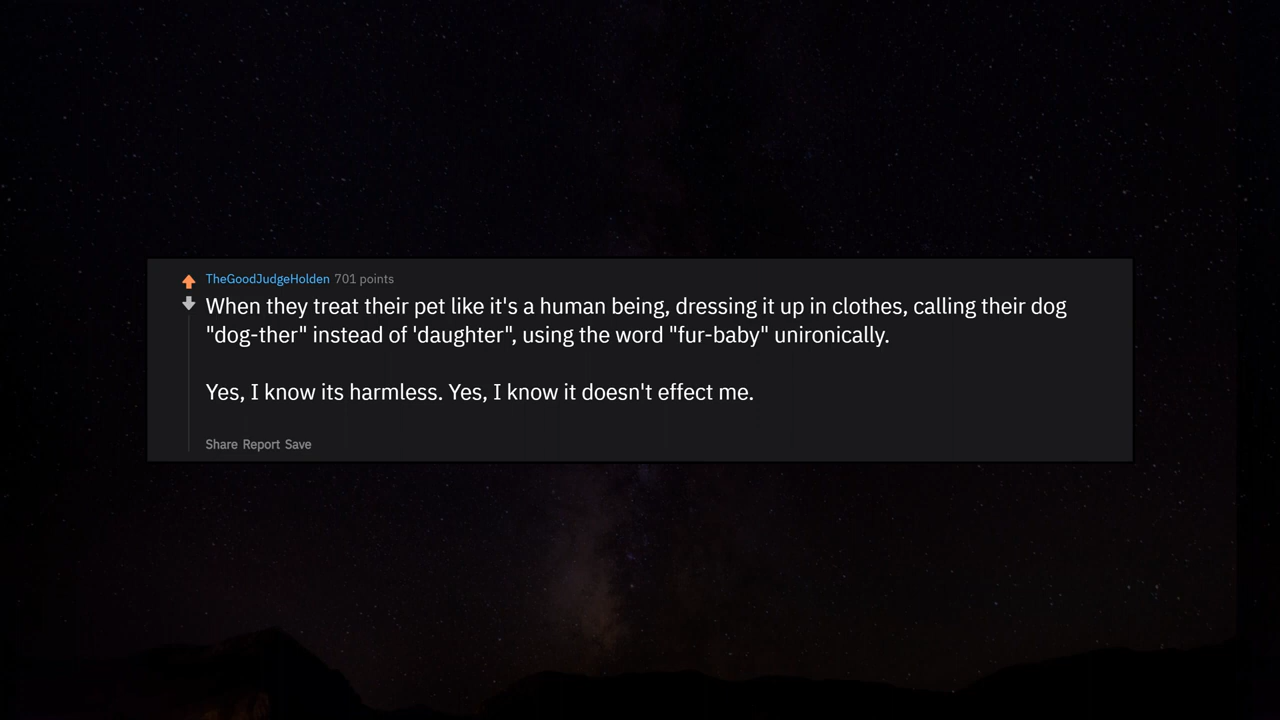 TheGoodJudgeHolden 701 points
When they treat their pet like it's a human being, dressing it up in clothes, calling their dog
"dog-ther" instead of 'daughter", using the word "fur-baby" unironically.
Yes, I know its harmless. Yes, I know it doesn't effect me.
Share Report Save